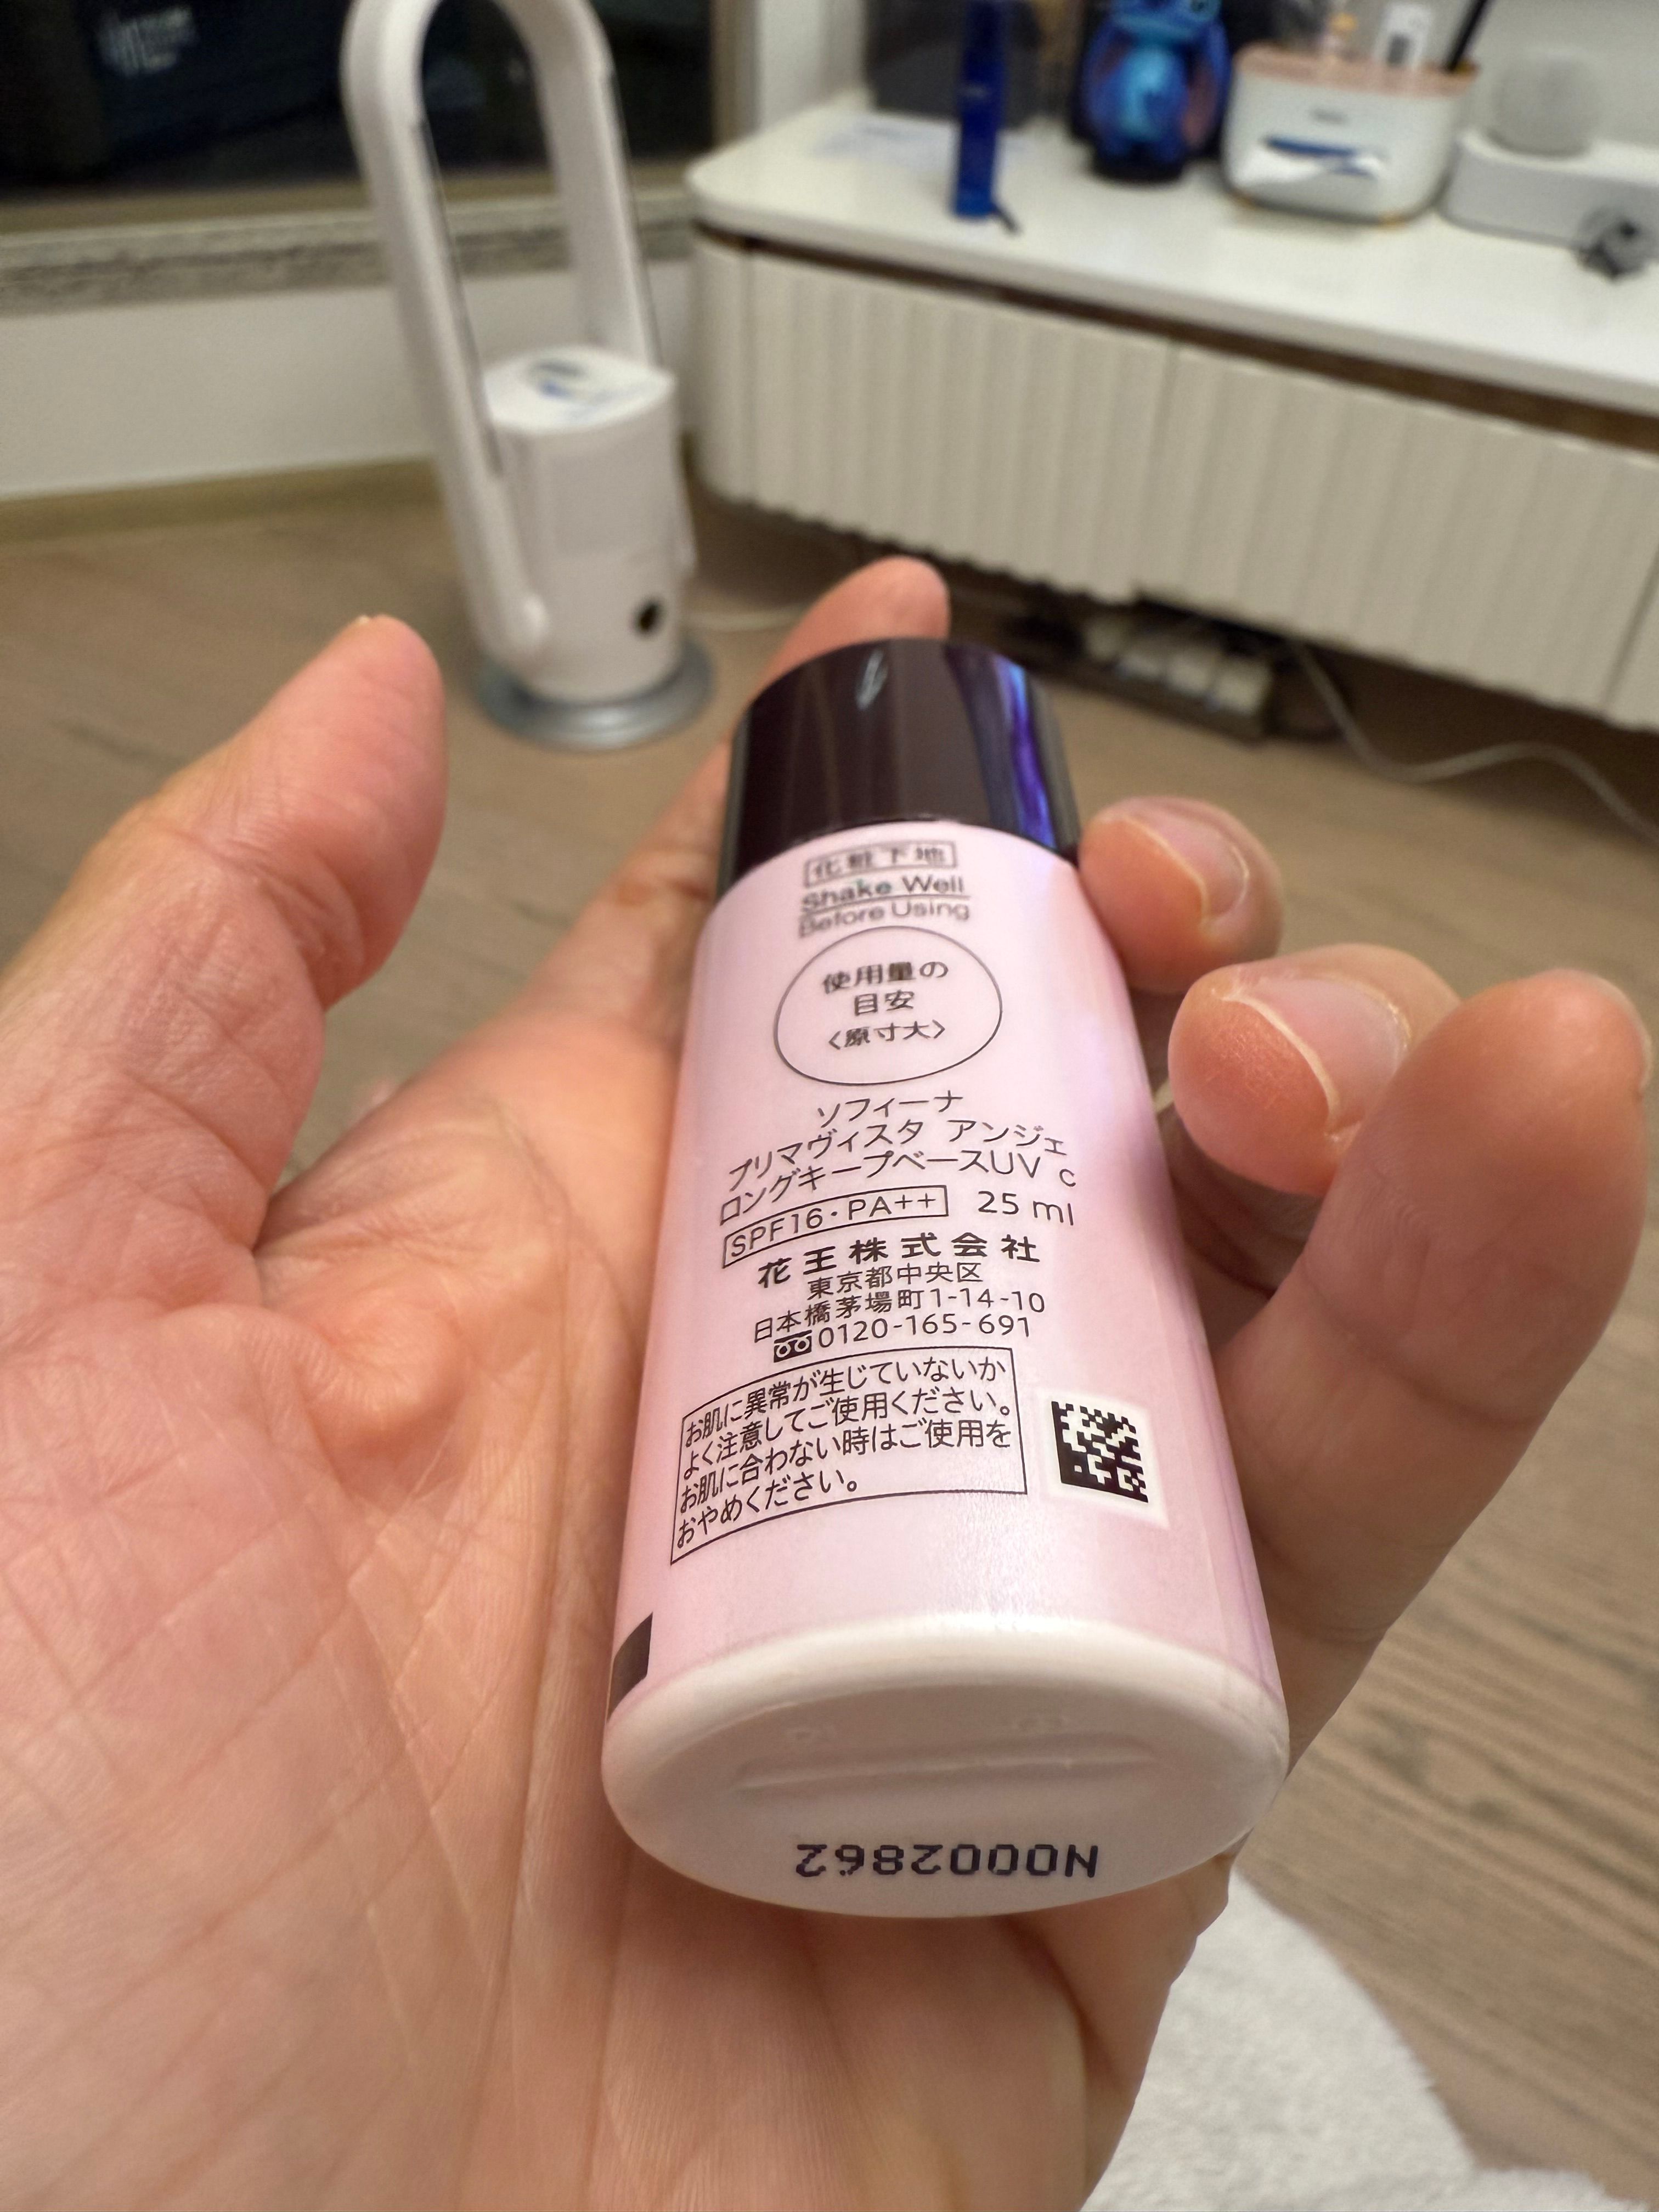 化粧下地
Shake Well
Before Using
使用量の
目安
〈原寸大〉
ソフィーナ
プリマヴィスタ アンジェ
ロングキープベースUV c
SPF16・PA++ 25 ml
花王株式会社
東京都中央区
日本橋茅場町1-14-10
0120-165-691
お肌に異常が生じていないか
よく注意してご使用ください。
お肌に合わない時はご使用を
おやめください。
N0002862